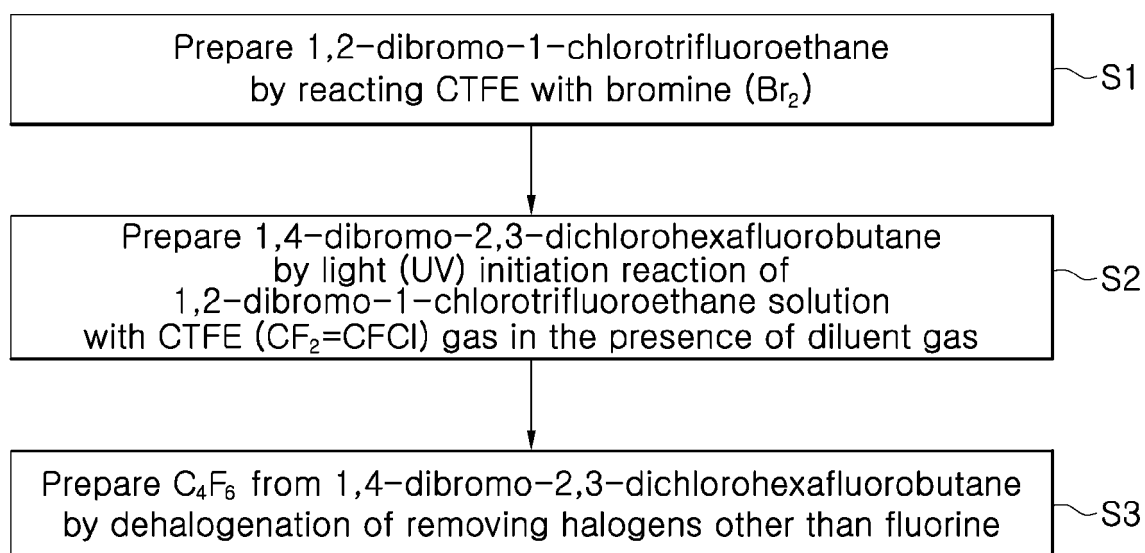 Prepare 1,2-dibromo-1-chlorotrifluoroethane
by reacting CTFE with bromine (Br₂)
S1
Prepare 1,4-dibromo-2,3-dichlorohexafluorobutane
by light (UV) initiation reaction of
1,2-dibromo-1-chlorotrifluoroethane solution
with CTFE (CF₂=CFCl) gas in the presence of diluent gas
S2
Prepare C₄F₆ from 1,4-dibromo-2,3-dichlorohexafluorobutane
by dehalogenation of removing halogens other than fluorine
S3